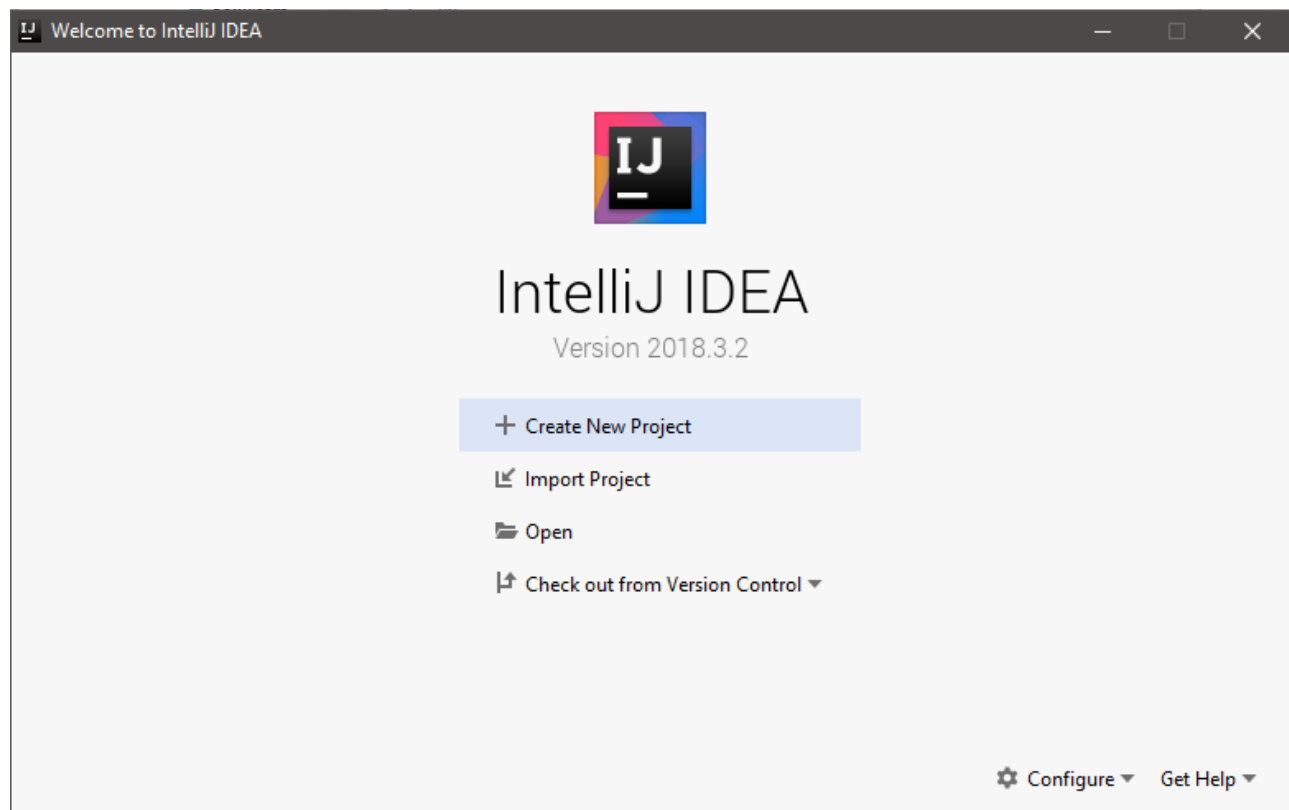 IJ Welcome to IntelliJ IDEA
IJ
IntelliJ IDEA
Version 2018.3.2
Create New Project
Import Project
Open
Check out from Version Control
Configure Get Help